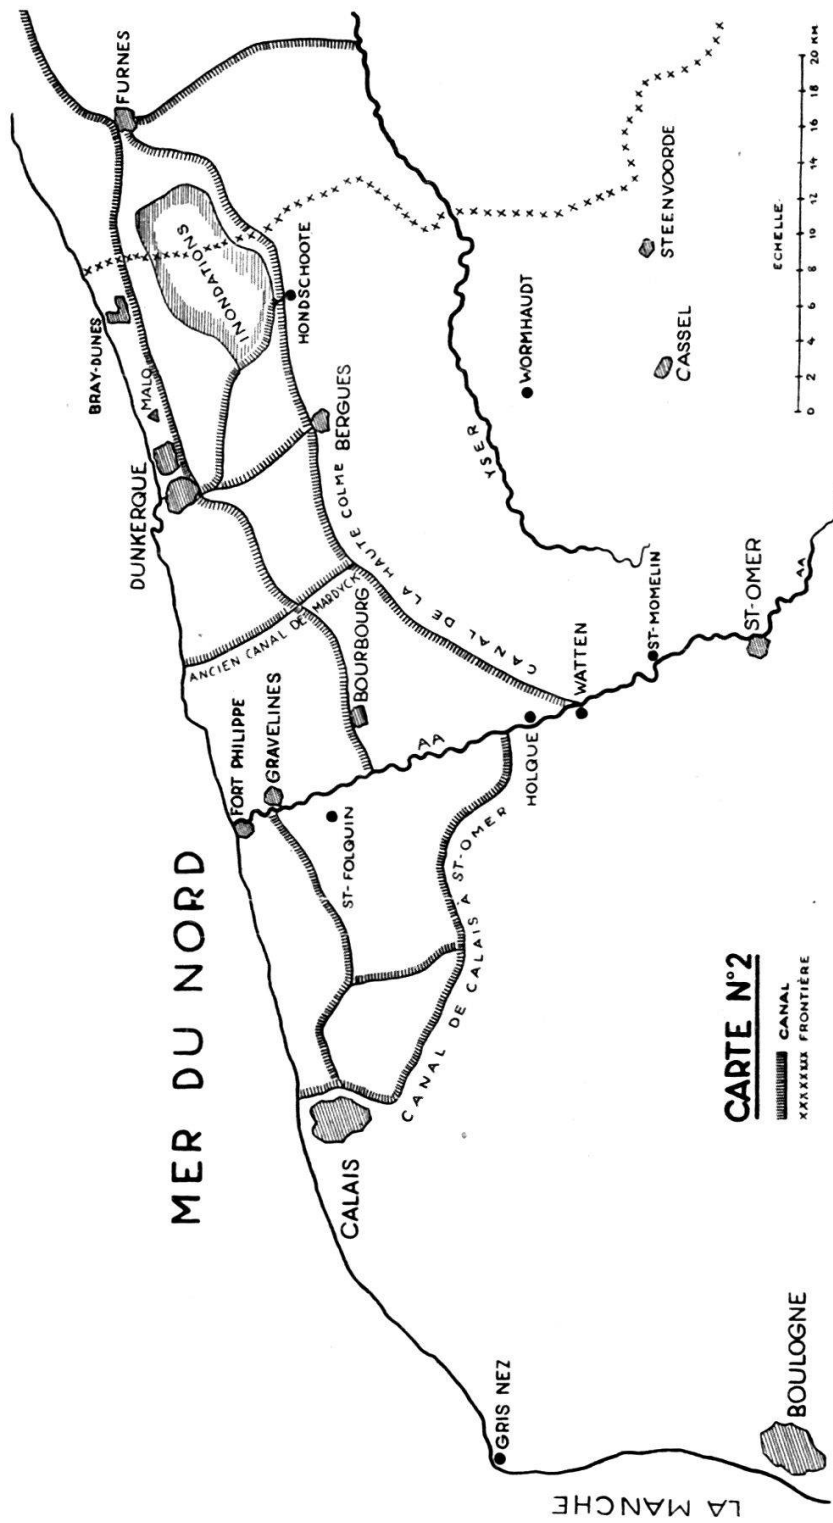 MER DU NORD
LA MANCHE
GRIS NEZ
BOULOGNE
CALAIS
CANAL DE CALAIS À ST-OMER
FORT PHILIPPE
GRAVELINES
ST-FOLQUIN
BOURBOURG
AA
HOLQUE
WATTEN
ST-MOMELIN
ST-OMER
AA
ANCIEN CANAL DE MARDYCK
CANAL DE LA HAUTE COLME
DUNKERQUE
MALO
BRAY-DUNES
BERGUES
INONDATIONS
HONDSCHOOTE
FURNES
YSER
WORMHAUDT
CASSEL
STEENVOORDE
CARTE N°2
CANAL
XXXXXXX FRONTIÈRE
ECHELLE
0 2 4 6 8 10 12 14 16 18 20 KM